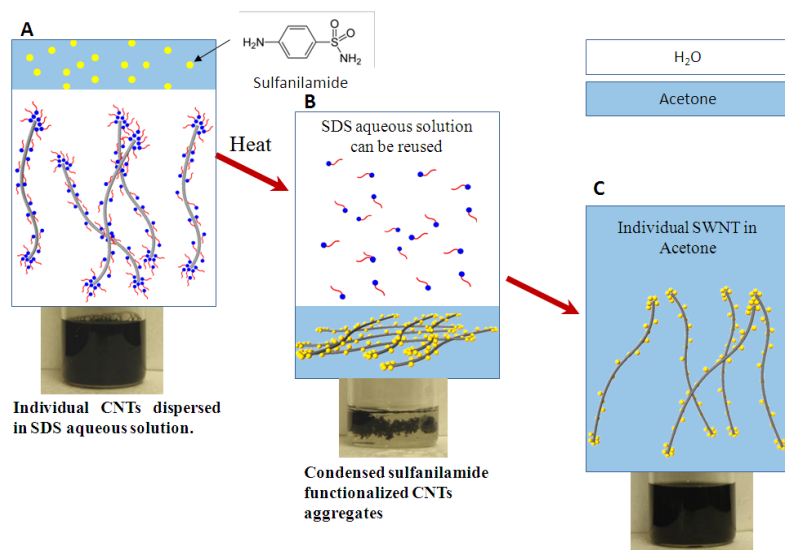 A
H₂N
O
O
S
NH₂
Sulfanilamide
Heat
Individual CNTs dispersed
in SDS aqueous solution.
B
SDS aqueous solution
can be reused
Condensed sulfanilamide
functionalized CNTs
aggregates
H₂O
Acetone
C
Individual SWNT in
Acetone